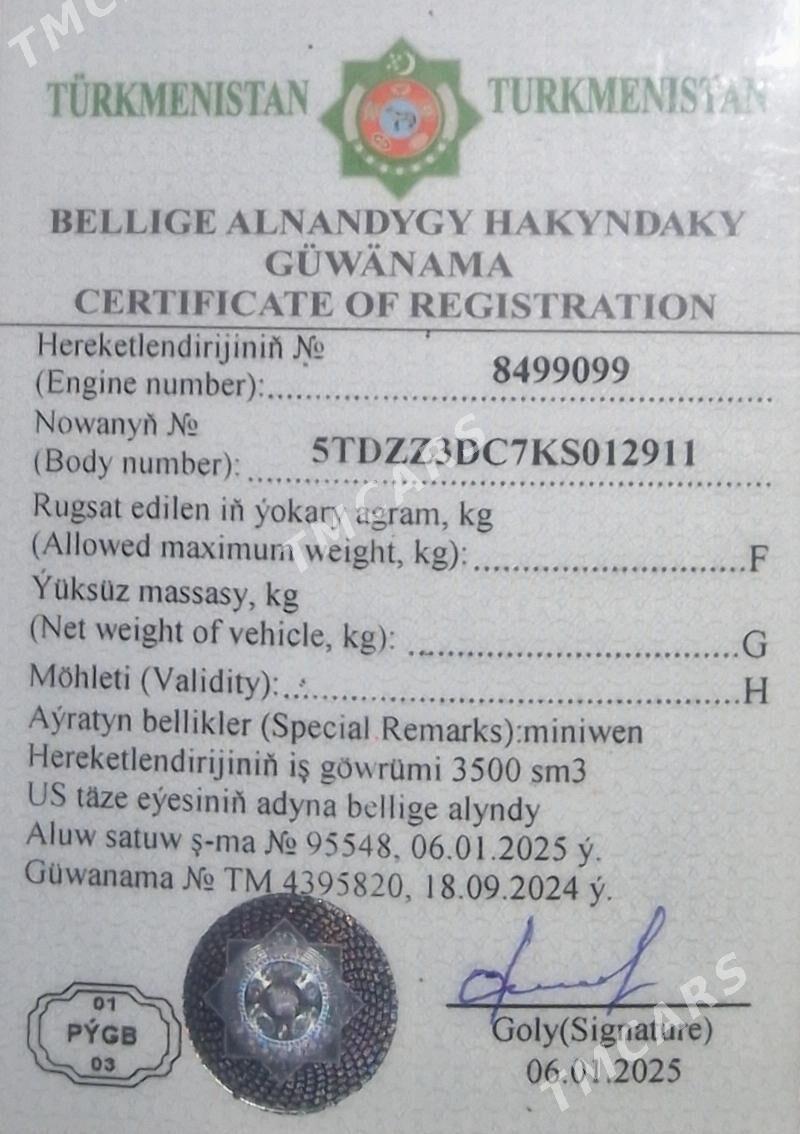 TÜRKMENISTAN TURKMENISTAN
BELLIGE ALNANDYGY HAKYNDAKY
GÜWÄNAMA
CERTIFICATE OF REGISTRATION
Hereketlendirijiniň №
(Engine number):.............................................. 8499099
Nowanyň №
(Body number): .............................................. 5TDZZ3DC7KS012911
Rugsat edilen iň ýokary agram, kg
(Allowed maximum weight, kg):..............................F
Ýüksüz massasy, kg
(Net weight of vehicle, kg): ..................................G
Möhleti (Validity):..............................................H
Aýratyn bellikler (Special Remarks):miniwen
Hereketlendirijiniň iş göwrümi 3500 sm3
US täze eýesiniň adyna bellige alyndy
Aluw satuw ş-ma № 95548, 06.01.2025 ý.
Güwanama № TM 4395820, 18.09.2024 ý.
01
PÝGB
03
Goly(Signature)
06.01.2025
TMCARS
TMCARS